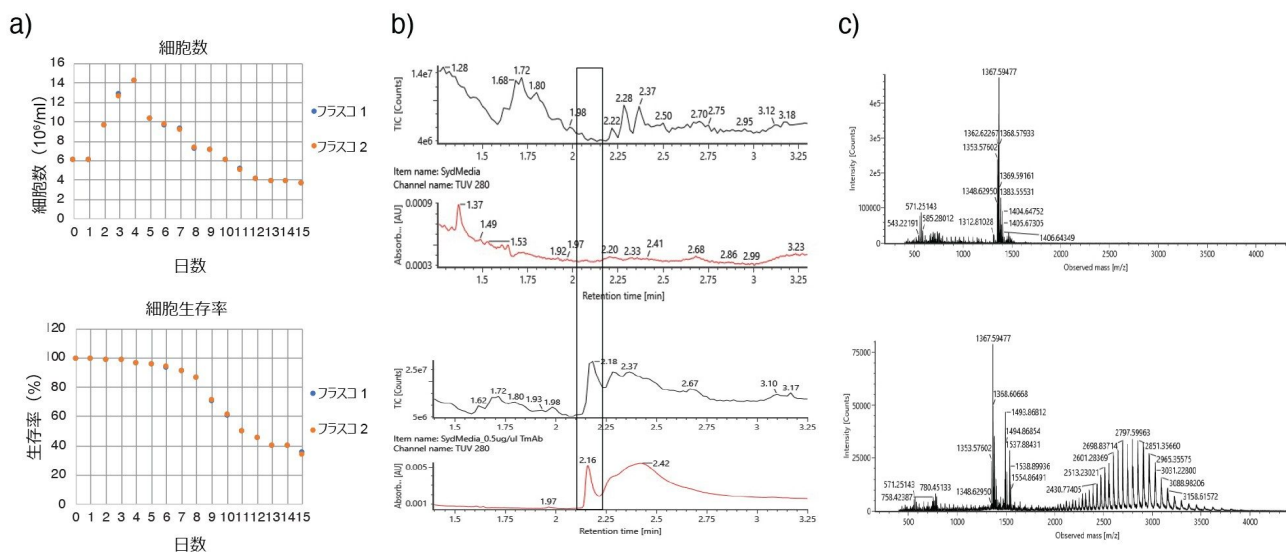 a)
細胞数
細胞数（10⁶/ml）
16
14
12
10
8
6
4
2
0
0 1 2 3 4 5 6 7 8 9 10 11 12 13 14 15
日数
フラスコ 1
フラスコ 2
細胞生存率
生存率（%）
120
100
80
60
40
20
0
0 1 2 3 4 5 6 7 8 9 10 11 12 13 14 15
日数
フラスコ 1
フラスコ 2
b)
TIC [Counts]
1.4e7
4e6
1.28 1.68 1.72 1.80 1.98 2.22 2.28 2.37 2.50 2.70 2.75 2.95 3.12 3.18
1.5 1.75 2 2.25 2.5 2.75 3 3.25
Item name: SydMedia
Channel name: TUV 280
Absorb... [AU]
0.0009
0.0003
1.37 1.49 1.53 1.92 1.97 2.20 2.33 2.41 2.68 2.86 2.99 3.23
1.5 1.75 2 2.25 2.5 2.75 3 3.25
Retention time [min]
TIC [Counts]
2.5e7
5e6
1.62 1.72 1.80 1.93 1.98 2.18 2.37 2.67 3.10 3.17
1.5 1.75 2 2.25 2.5 2.75 3 3.25
Item name: SydMedia_0.5ug/ul TmAb
Channel name: TUV 280
Absorb... [AU]
0.005
0.001
1.97 2.16 2.42
1.5 1.75 2 2.25 2.5 2.75 3 3.25
Retention time [min]
c)
Intensity [Counts]
4e5
3e5
2e5
100000
0
1367.59477
1362.62267
1368.57933
1353.57602
1369.59161
1348.62950
1383.55531
1312.81028
1404.64752
1405.67305
1406.64349
571.25143
585.28012
543.22191
500 1000 1500 2000 2500 3000 3500 4000
Observed mass [m/z]
Intensity [Counts]
75000
50000
25000
0
1367.59477
1368.60668
1493.86812
1494.86854
1537.88431
1353.57602
1538.89936
1554.86491
1348.62950
571.25143
780.45133
758.42387
2797.59963
2698.83714
2851.35660
2601.28369
2965.35575
2513.23021
3031.22800
2430.77405
3088.98206
3158.61572
500 1000 1500 2000 2500 3000 3500 4000
Observed mass [m/z]